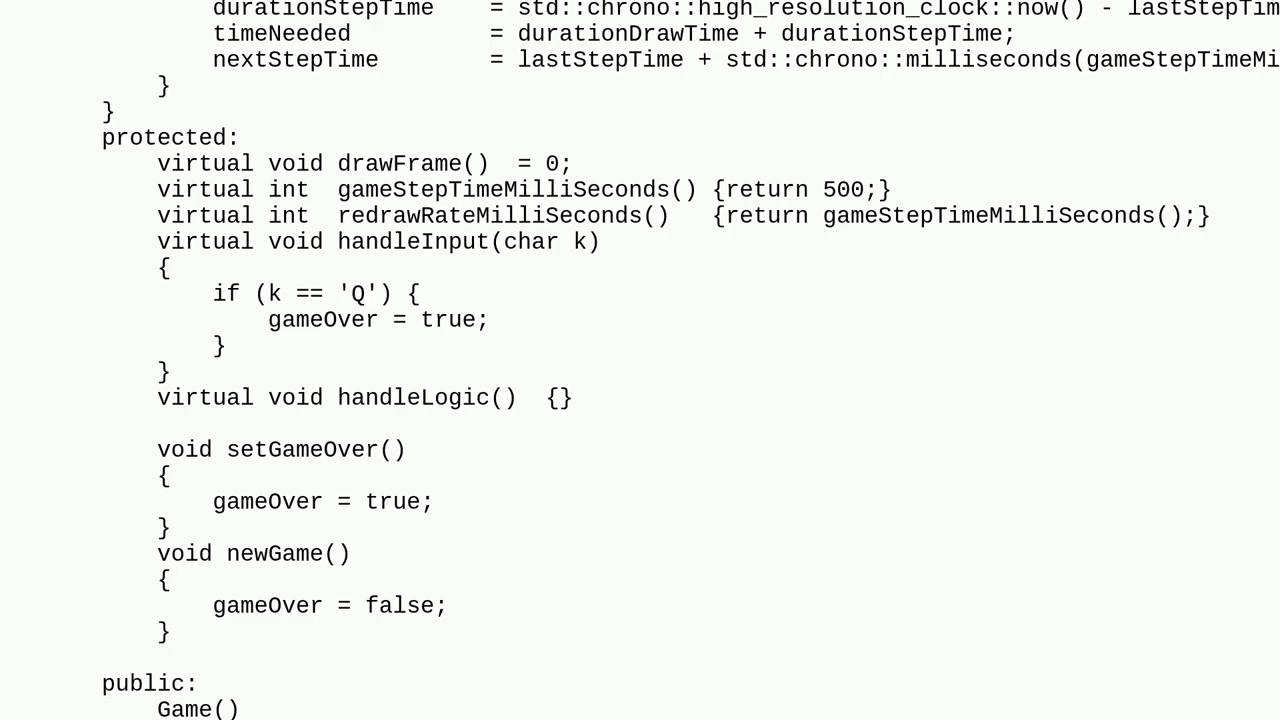 durationStepTime    = std::chrono::high_resolution_clock::now() - lastStepTim
timeNeeded          = durationDrawTime + durationStepTime;
nextStepTime        = lastStepTime + std::chrono::milliseconds(gameStepTimeMi
}
}
protected:
virtual void drawFrame()  = 0;
virtual int  gameStepTimeMilliSeconds() {return 500;}
virtual int  redrawRateMilliSeconds()   {return gameStepTimeMilliSeconds();}
virtual void handleInput(char k)
{
if (k == 'Q') {
gameOver = true;
}
}
virtual void handleLogic()  {}
void setGameOver()
{
gameOver = true;
}
void newGame()
{
gameOver = false;
}
public:
Game()